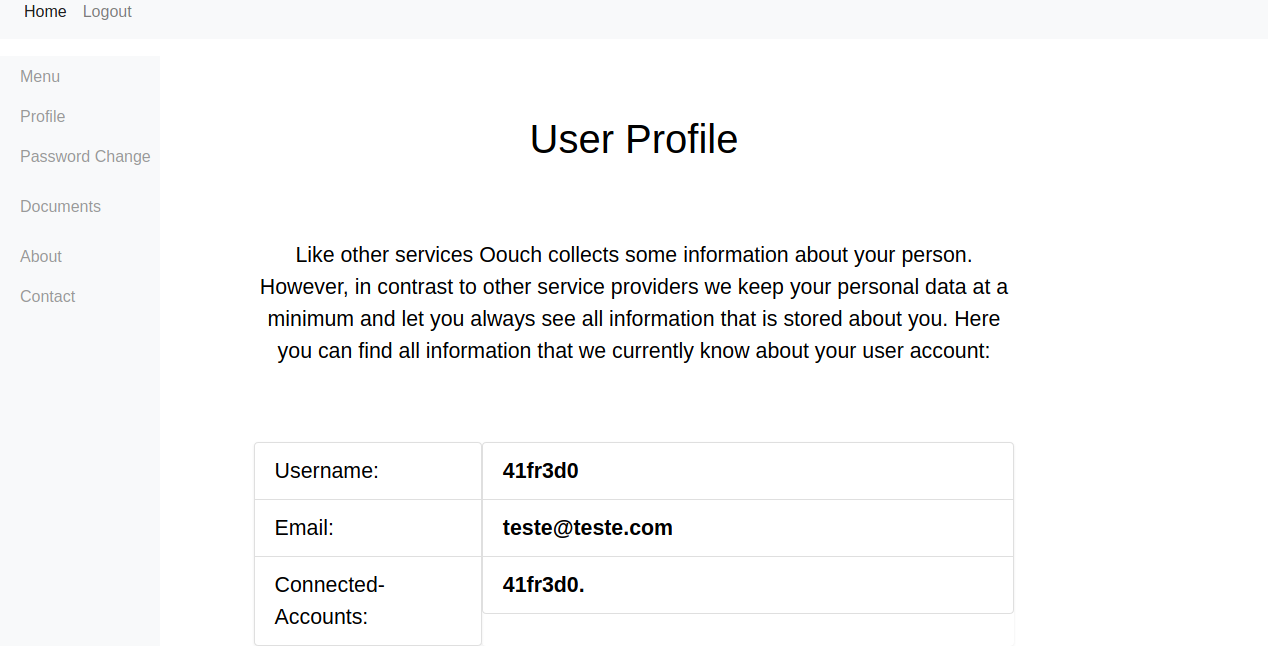 Home Logout
Menu
Profile
Password Change
Documents
About
Contact
User Profile
Like other services Oouch collects some information about your person.
However, in contrast to other service providers we keep your personal data at a
minimum and let you always see all information that is stored about you. Here
you can find all information that we currently know about your user account:
Username: 41fr3d0
Email: teste@teste.com
Connected- 41fr3d0.
Accounts: